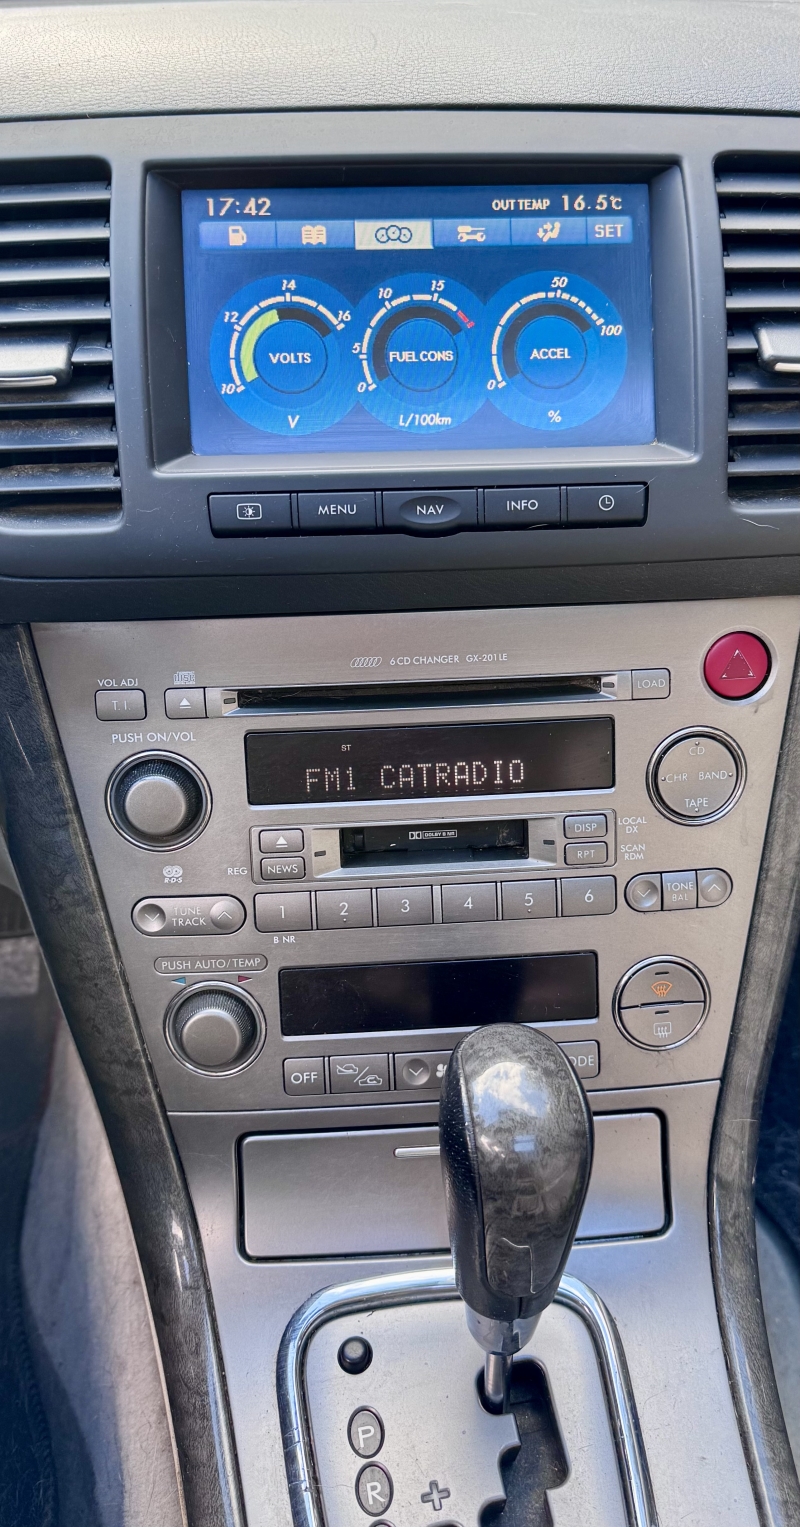 17:42 OUT TEMP 16.5℃
SET
10 12 14 16
VOLTS
V
0 5 10 15
FUEL CONS
L/100km
0 50 100
ACCEL
%
MENU NAV INFO
6 CD CHANGER GX-201LE
VOL ADJ
T. I.
LOAD
PUSH ON/VOL
ST
FM1 CATRADIO
CD
CHR BAND
TAPE
DOLBY B NR
DISP
LOCAL
DX
REG
NEWS
RPT
SCAN
RDM
R·D·S
TUNE
TRACK
1 2 3 4 5 6
TONE
BAL
B NR
PUSH AUTO/TEMP
OFF
ODE
P
R
+